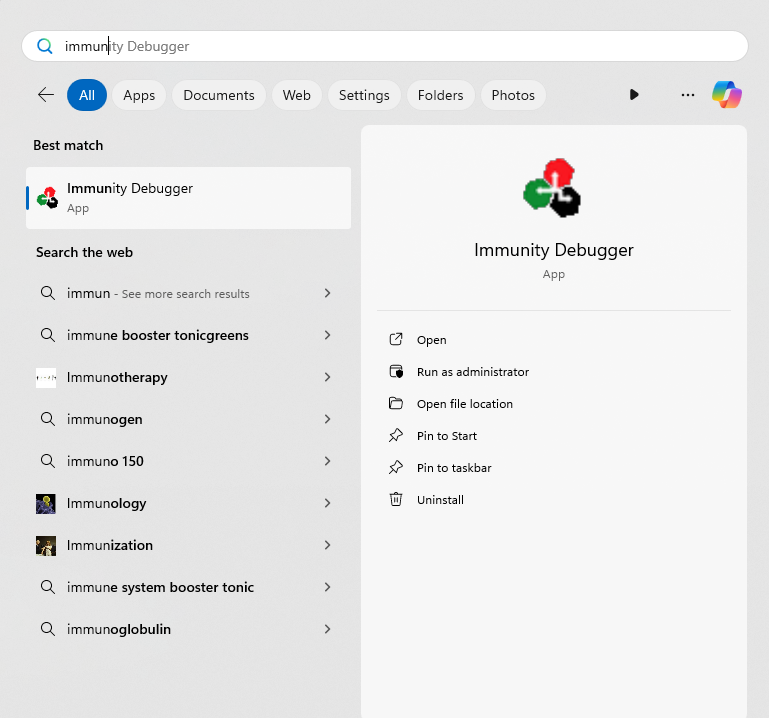 immunity Debugger
All
Apps
Documents
Web
Settings
Folders
Photos
Best match
Immunity Debugger
App
Search the web
immun - See more search results
immune booster tonicgreens
Immunotherapy
immunogen
immuno 150
Immunology
Immunization
immune system booster tonic
immunoglobulin
Immunity Debugger
App
Open
Run as administrator
Open file location
Pin to Start
Pin to taskbar
Uninstall